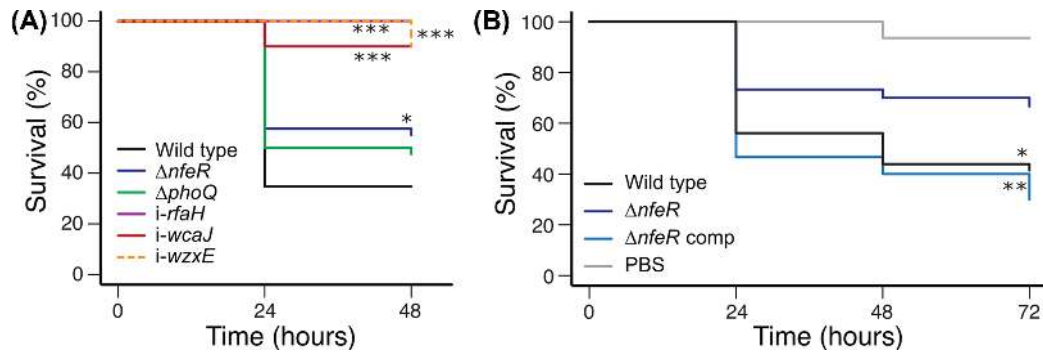 (A)
Survival (%)
100
80
60
40
20
0
***
***
***
*
Wild type
ΔnfeR
ΔphoQ
i-rfaH
i-wcaJ
i-wzxE
0 24 48
Time (hours)
(B)
Survival (%)
100
80
60
40
20
0
*
**
Wild type
ΔnfeR
ΔnfeR comp
PBS
0 24 48 72
Time (hours)